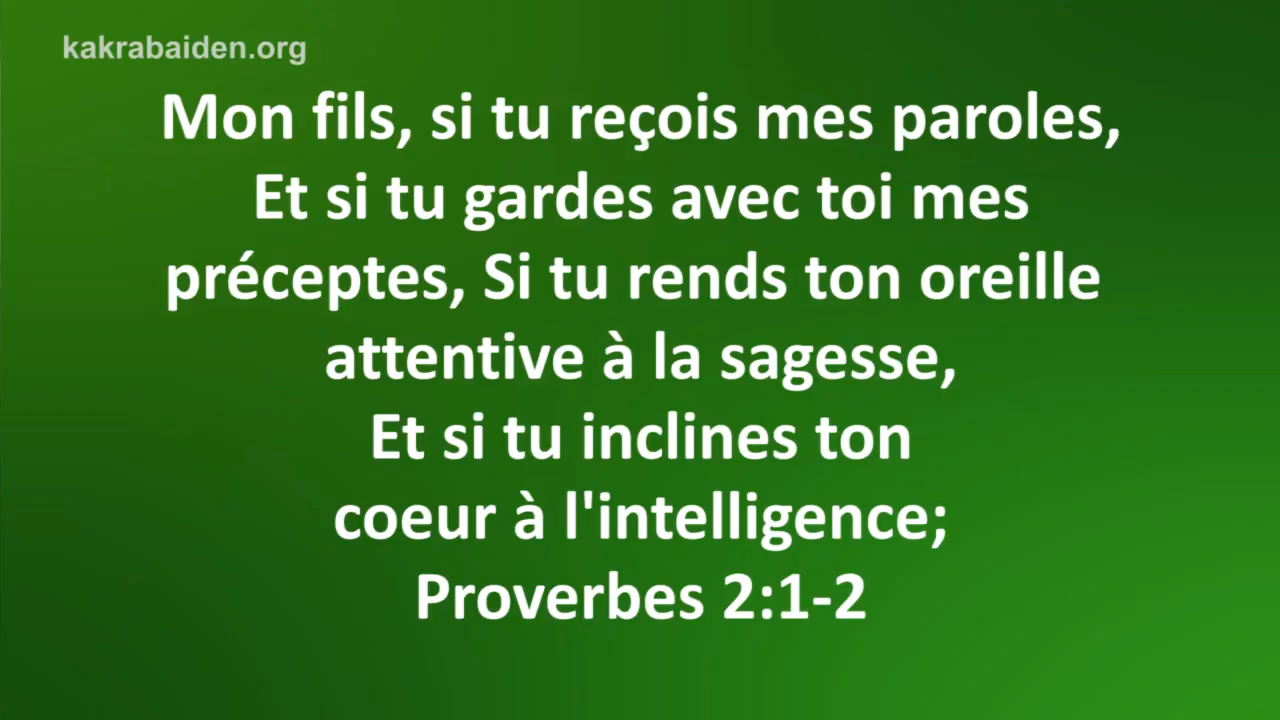 kakrabaiden.org
Mon fils, si tu reçois mes paroles,
Et si tu gardes avec toi mes
préceptes, Si tu rends ton oreille
attentive à la sagesse,
Et si tu inclines ton
coeur à l'intelligence;
Proverbes 2:1-2